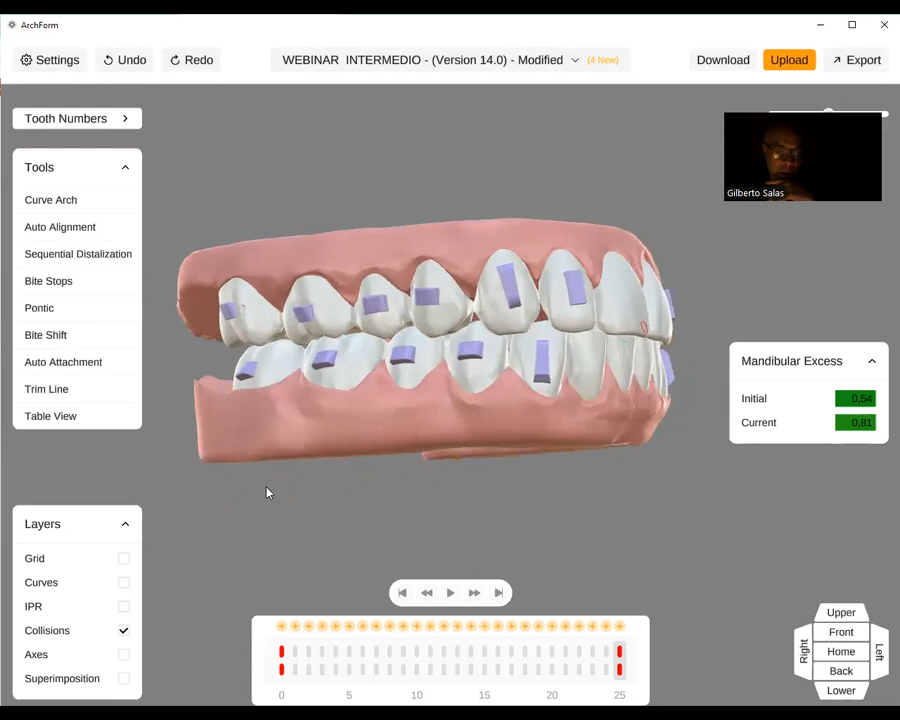 ArchForm
Settings
Undo
Redo
WEBINAR INTERMEDIO - (Version 14.0) - Modified
(4 New)
Download
Upload
Export
Tooth Numbers
Gilberto Salas
Tools
Curve Arch
Auto Alignment
Sequential Distalization
Bite Stops
Pontic
Bite Shift
Auto Attachment
Trim Line
Table View
Mandibular Excess
Initial 0,54
Current 0,81
Layers
Grid
Curves
IPR
Collisions
Axes
Superimposition
0 5 10 15 20 25
Upper
Front
Right
Home
Left
Back
Lower